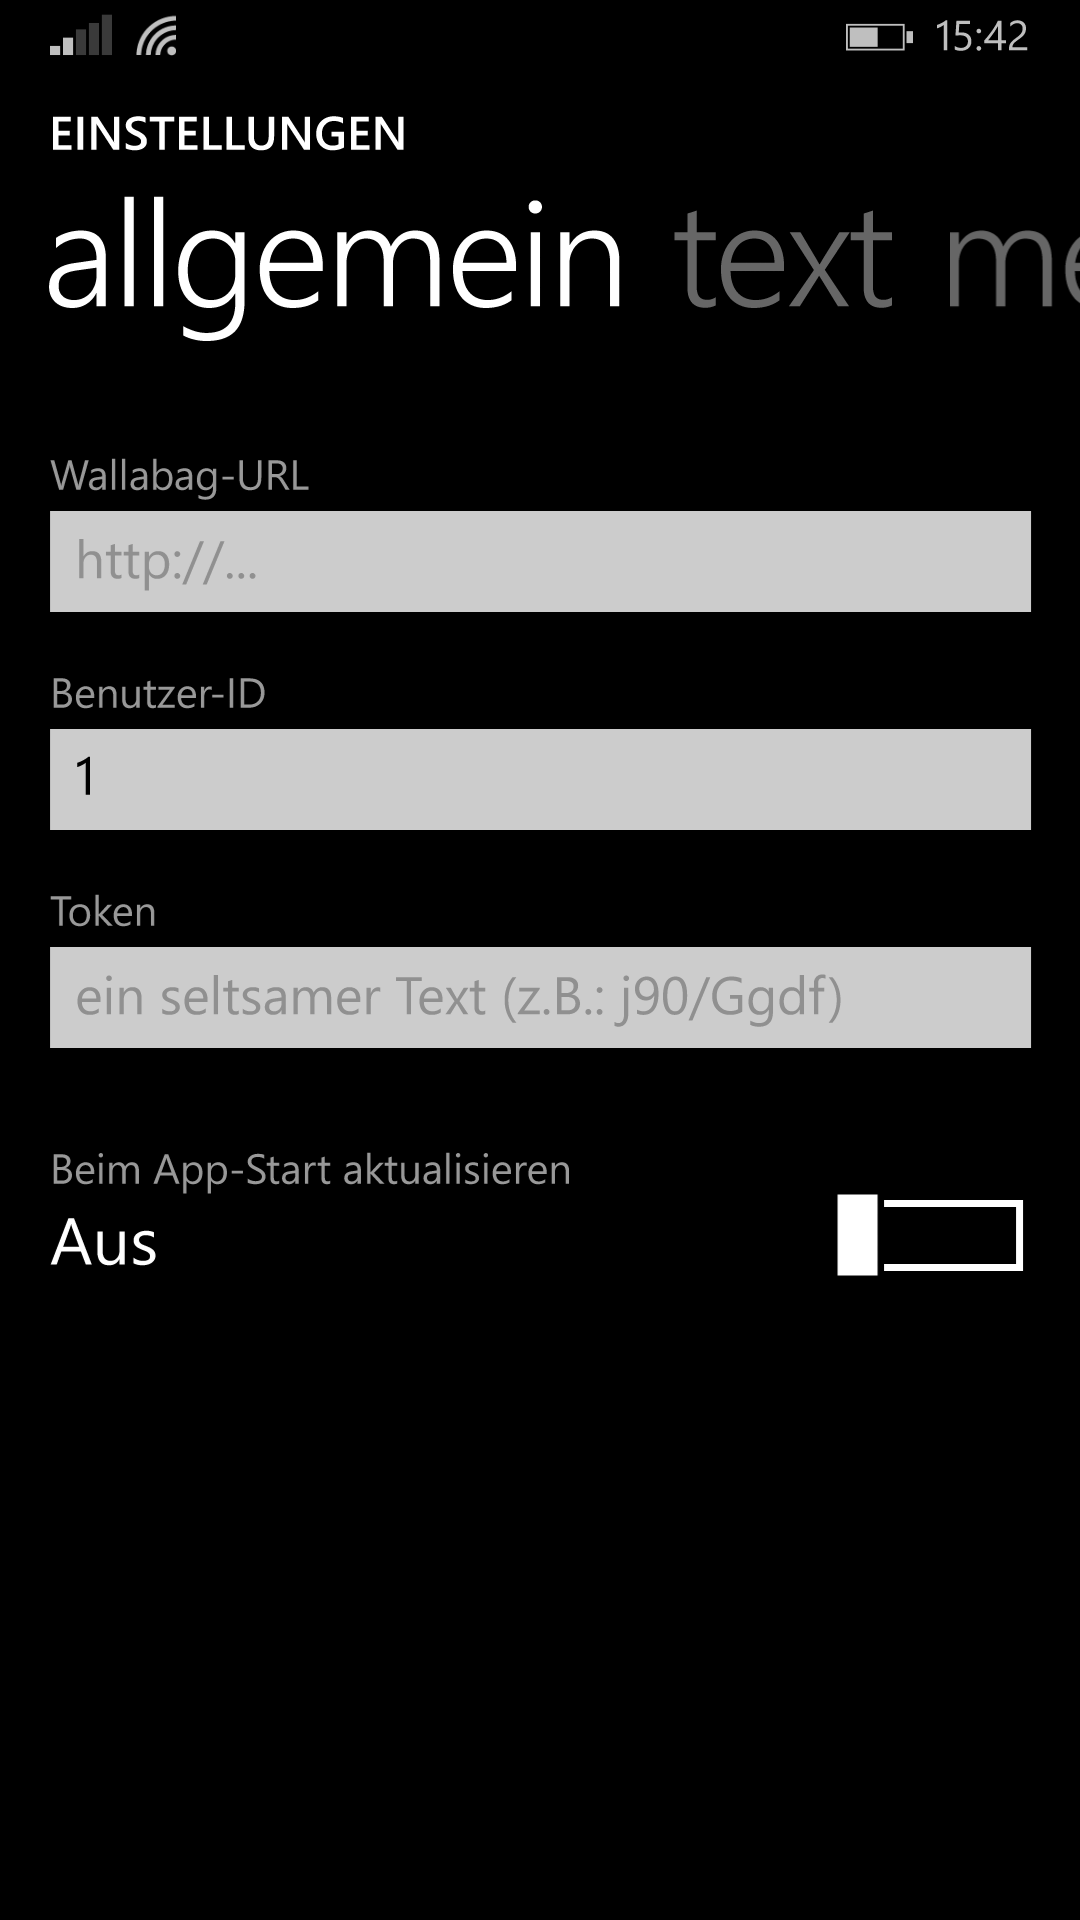 15:42
EINSTELLUNGEN
allgemein text me
Wallabag-URL
http://...
Benutzer-ID
1
Token
ein seltsamer Text (z.B.: j90/Ggdf)
Beim App-Start aktualisieren
Aus